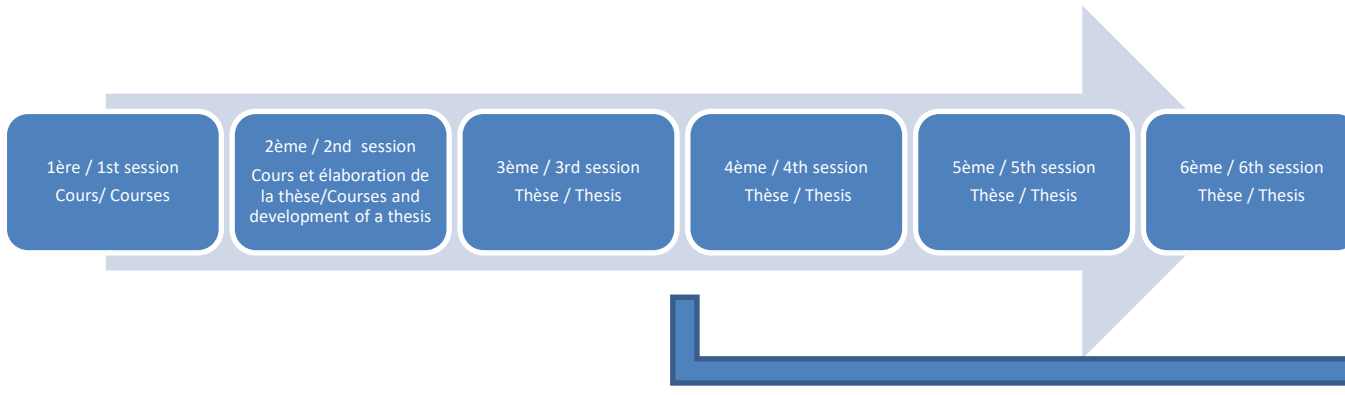 1ère / 1st session
Cours/ Courses
2ème / 2nd  session
Cours et élaboration de
la thèse/Courses and
development of a thesis
3ème / 3rd session
Thèse / Thesis
4ème / 4th session
Thèse / Thesis
5ème / 5th session
Thèse / Thesis
6ème / 6th session
Thèse / Thesis